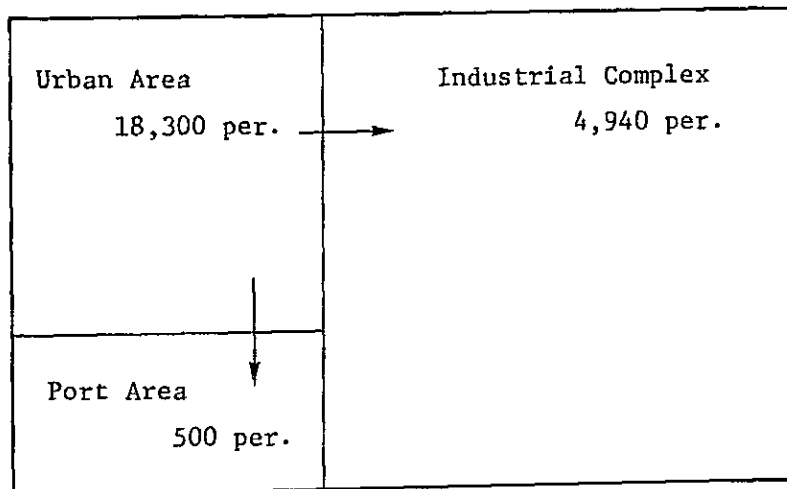 Urban Area
18,300 per.
Industrial Complex
4,940 per.
Port Area
500 per.